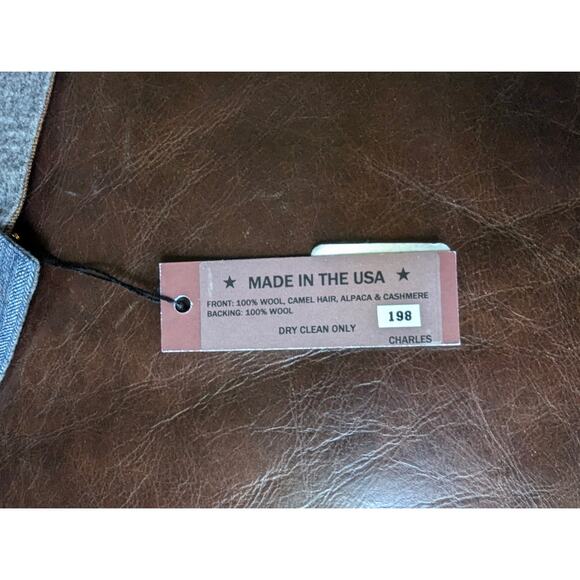 ★ MADE IN THE USA ★
FRONT: 100% WOOL, CAMEL HAIR, ALPACA & CASHMERE
BACKING: 100% WOOL
198
DRY CLEAN ONLY
CHARLES